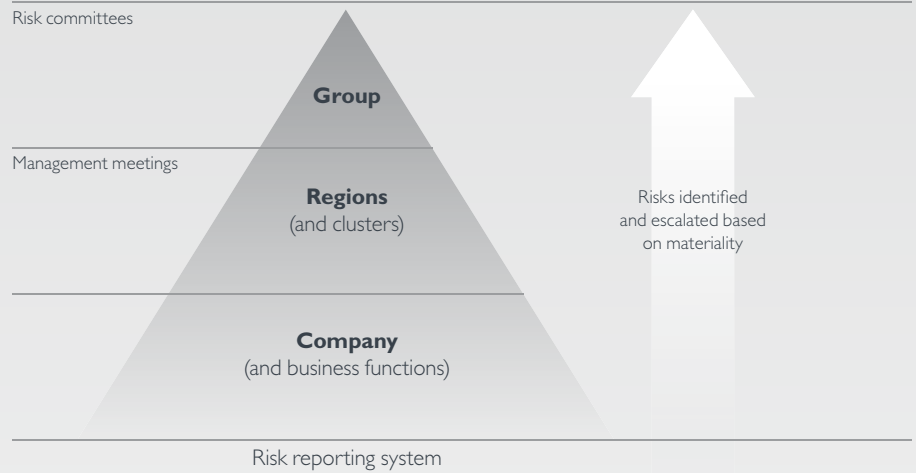 Risk committees
Group
Management meetings
Regions
(and clusters)
Risks identified
and escalated based
on materiality
Company
(and business functions)
Risk reporting system